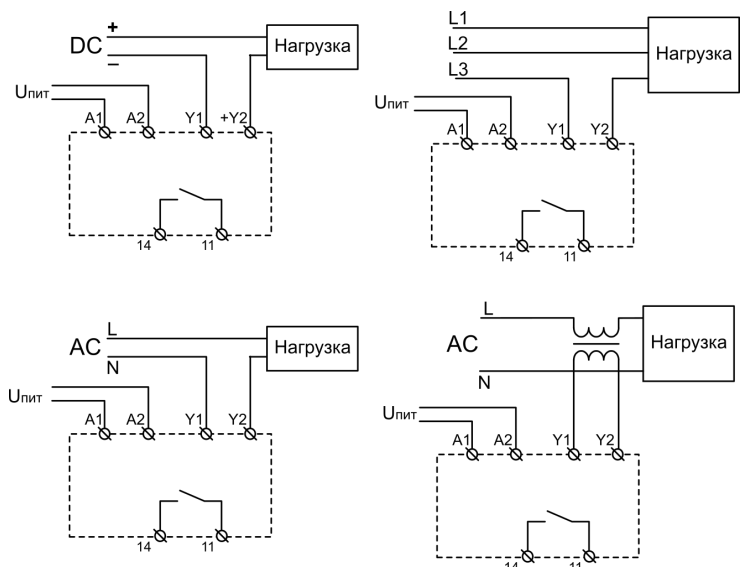 +
DC
–
Нагрузка
Uпит
A1 A2 Y1 +Y2
14 11
L1
L2
L3
Нагрузка
Uпит
A1 A2 Y1 Y2
14 11
L
AC
N
Нагрузка
Uпит
A1 A2 Y1 Y2
14 11
L
AC
N
Нагрузка
Uпит
A1 A2 Y1 Y2
14 11